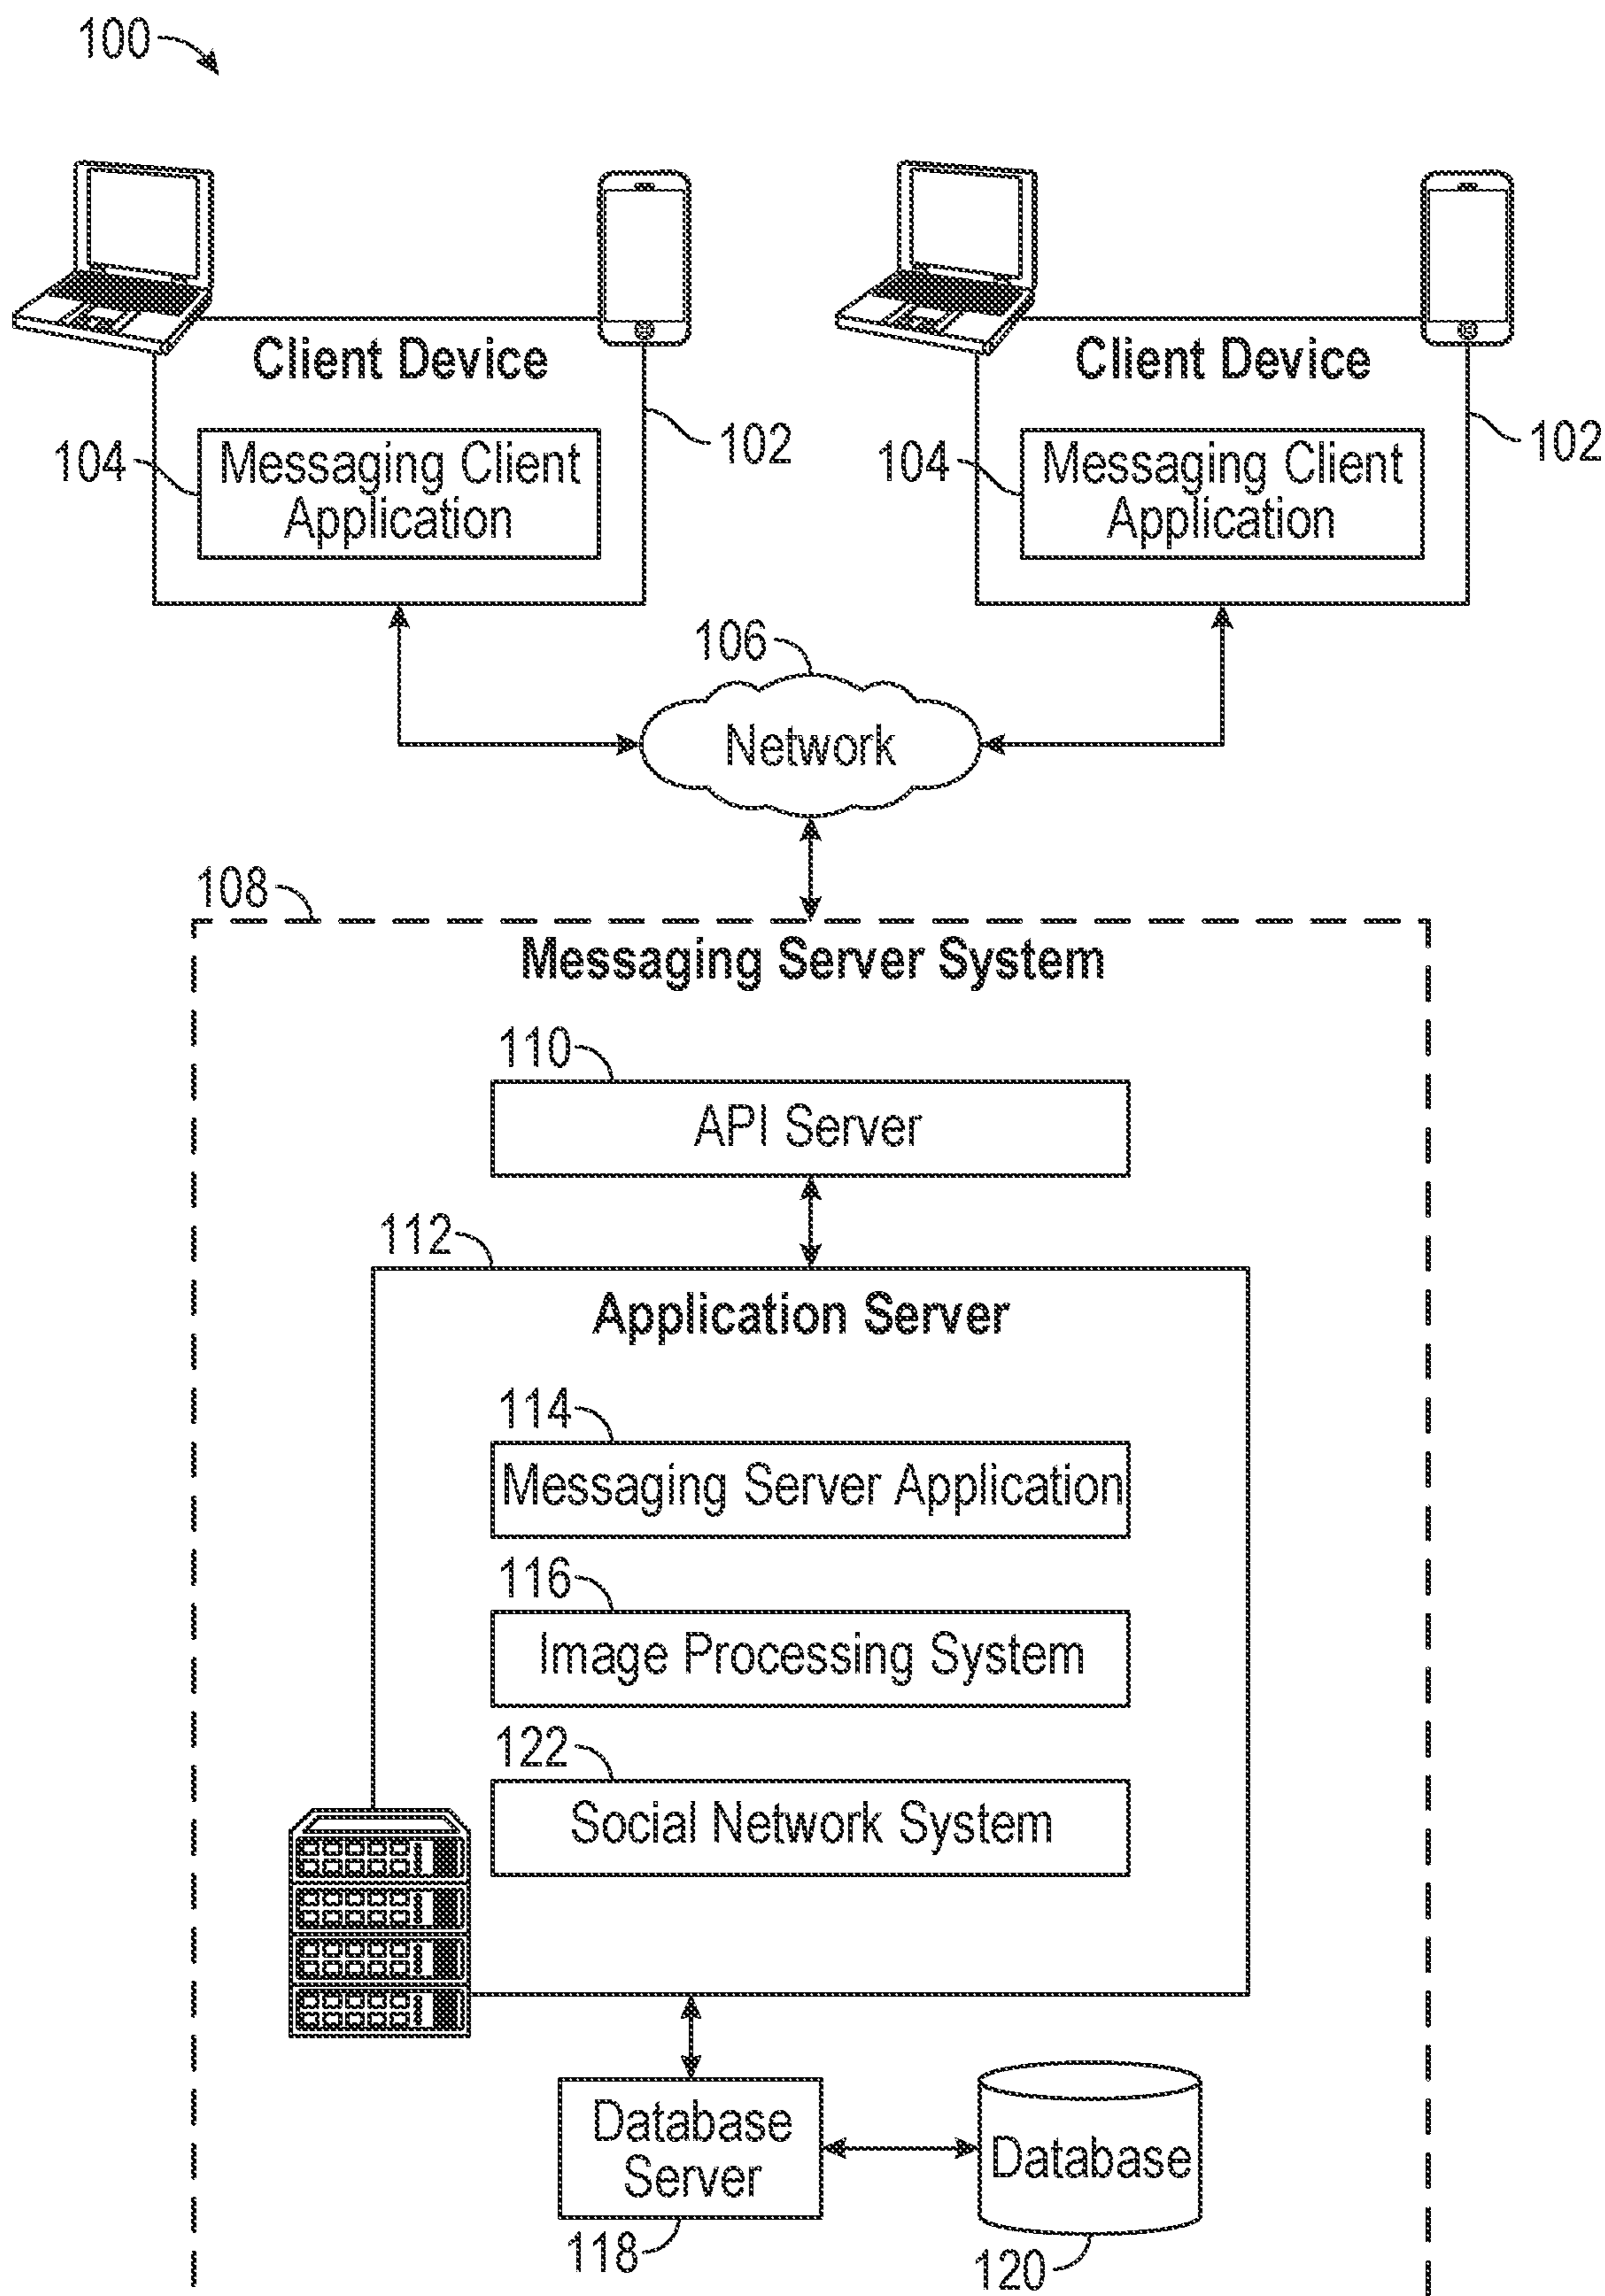 100
Client Device
Client Device
102
102
104
Messaging Client
Application
104
Messaging Client
Application
106
Network
108
Messaging Server System
110
API Server
112
Application Server
114
Messaging Server Application
116
Image Processing System
122
Social Network System
Database
Server
118
Database
120